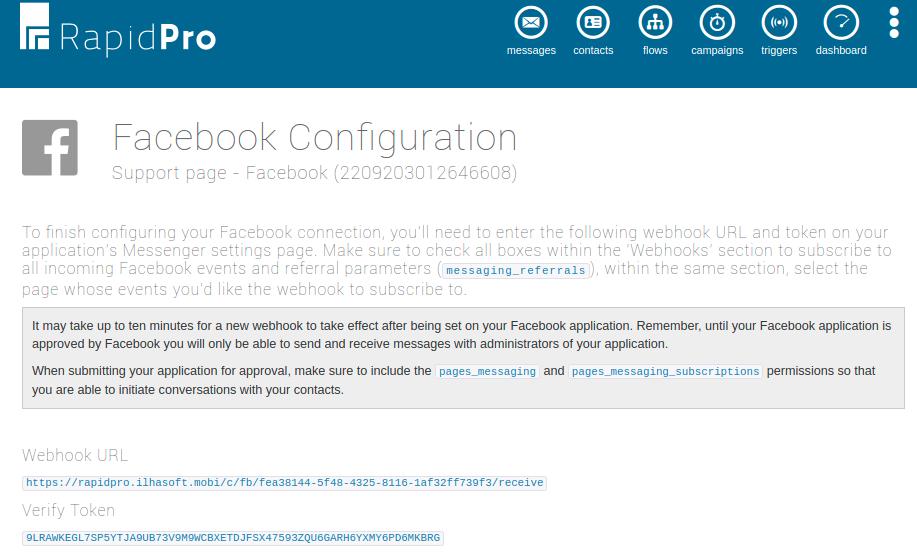 RapidPro
messages contacts flows campaigns triggers dashboard
Facebook Configuration
Support page - Facebook (2209203012646608)
To finish configuring your Facebook connection, you'll need to enter the following webhook URL and token on your
application's Messenger settings page. Make sure to check all boxes within the 'Webhooks' section to subscribe to
all incoming Facebook events and referral parameters (messaging_referrals), within the same section, select the
page whose events you'd like the webhook to subscribe to.
It may take up to ten minutes for a new webhook to take effect after being set on your Facebook application. Remember, until your Facebook application is
approved by Facebook you will only be able to send and receive messages with administrators of your application.
When submitting your application for approval, make sure to include the pages_messaging and pages_messaging_subscriptions permissions so that
you are able to initiate conversations with your contacts.
Webhook URL
https://rapidpro.ilhasoft.mobi/c/fb/fea38144-5f48-4325-8116-1af32ff739f3/receive
Verify Token
9LRAWKEGL7SP5YTJA9UB73V9M9WCBXETDJFSX47593ZQU6GARH6YXMY6PD6MKBRG